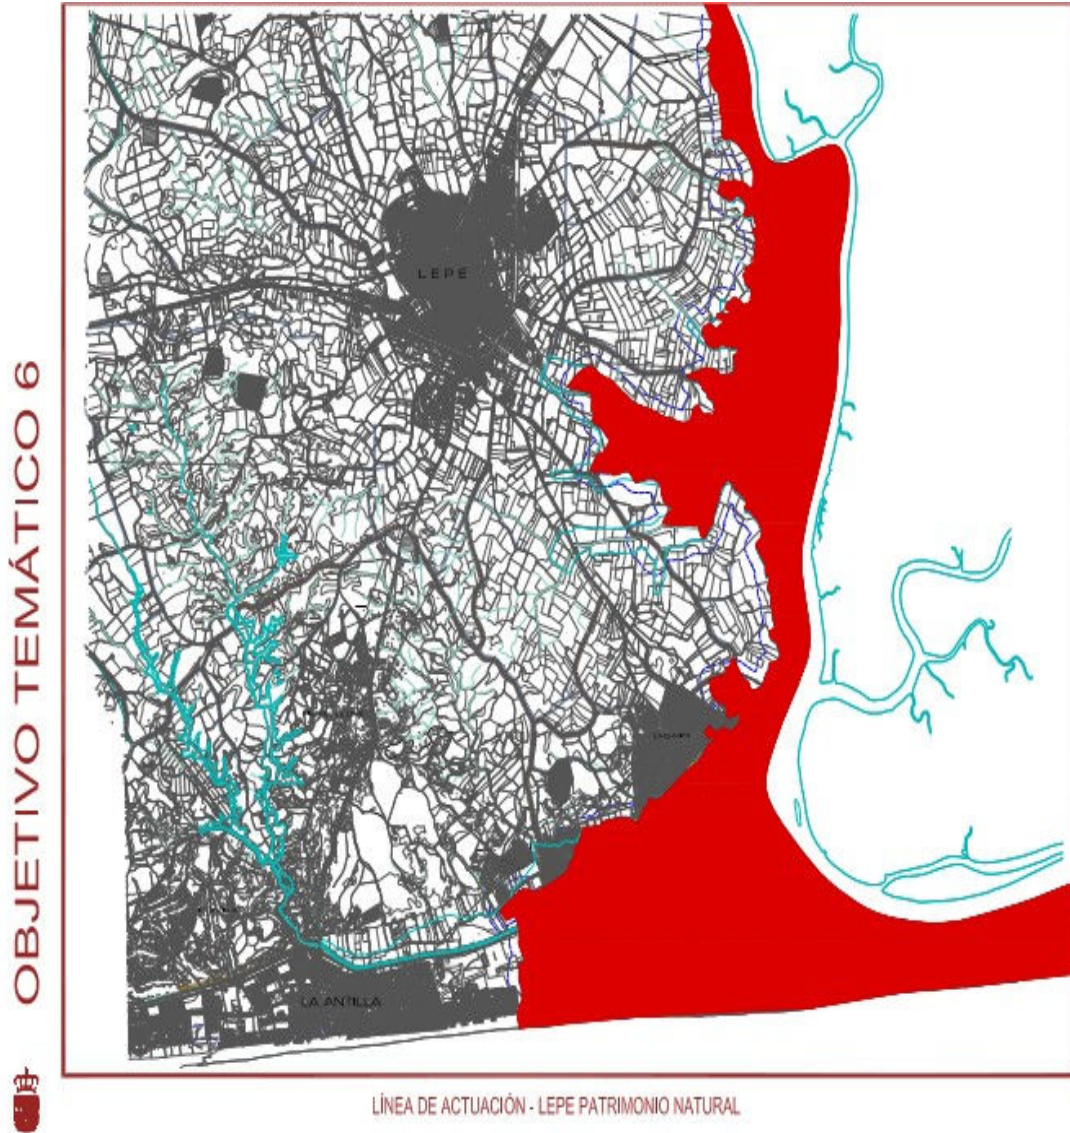 OBJETIVO TEMÁTICO 6
LEPE
LA ANTILLA
LÍNEA DE ACTUACIÓN - LEPE PATRIMONIO NATURAL